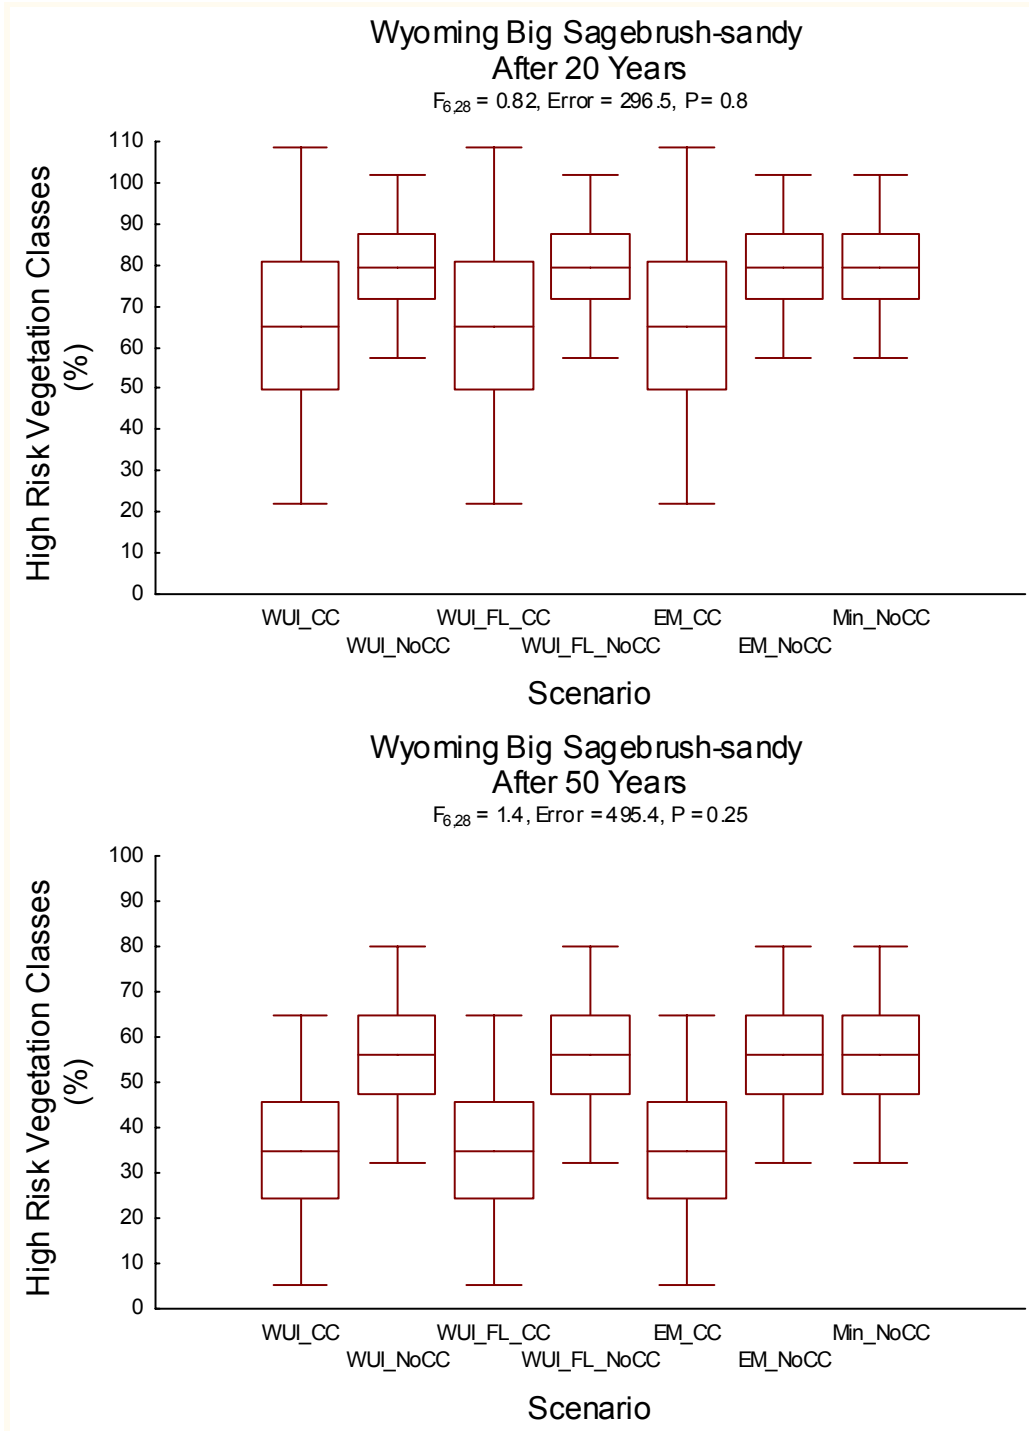 Wyoming Big Sagebrush-sandy
After 20 Years
F6,28 = 0.82, Error = 296.5, P = 0.8
High Risk Vegetation Classes
(%)
110
100
90
80
70
60
50
40
30
20
10
0
WUI_CC WUI_FL_CC EM_CC Min_NoCC
WUI_NoCC WUI_FL_NoCC EM_NoCC
Scenario
Wyoming Big Sagebrush-sandy
After 50 Years
F6,28 = 1.4, Error = 495.4, P = 0.25
High Risk Vegetation Classes
(%)
100
90
80
70
60
50
40
30
20
10
0
WUI_CC WUI_FL_CC EM_CC Min_NoCC
WUI_NoCC WUI_FL_NoCC EM_NoCC
Scenario